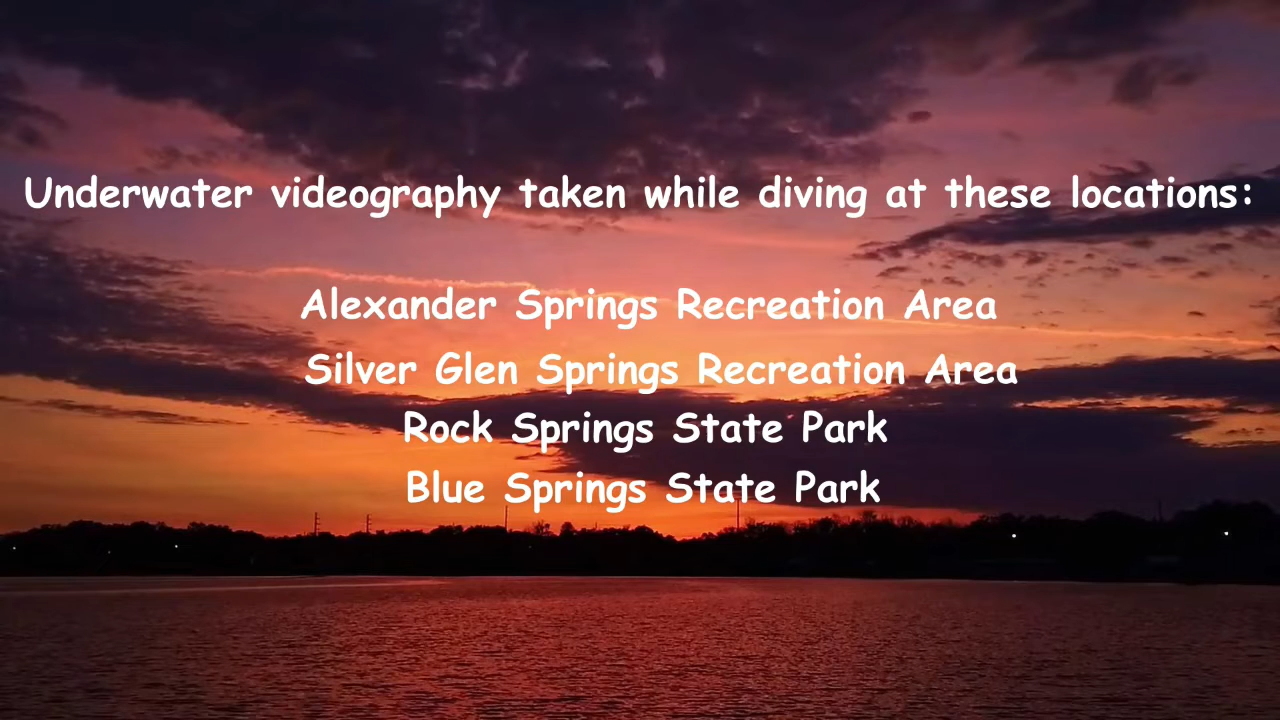 Underwater videography taken while diving at these locations:
Alexander Springs Recreation Area
Silver Glen Springs Recreation Area
Rock Springs State Park
Blue Springs State Park